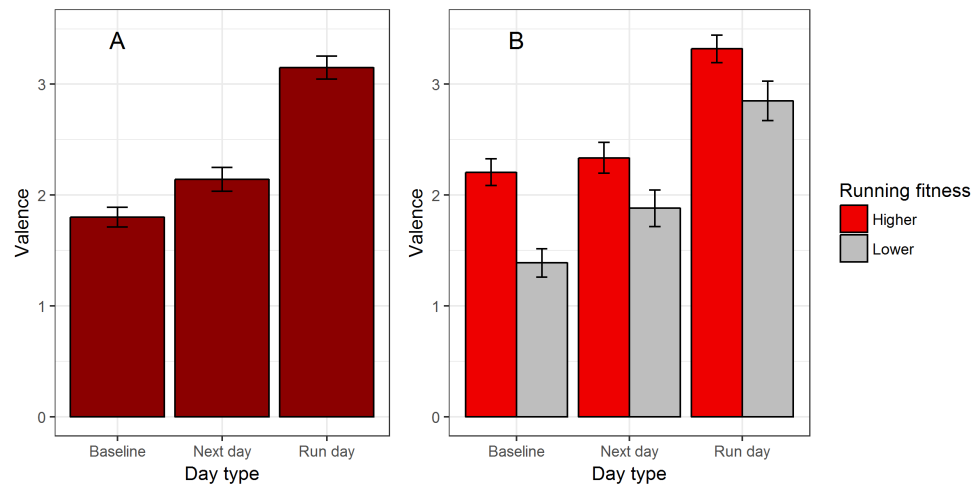 A
Valence
3
2
1
0
Baseline
Next day
Run day
Day type
B
Valence
3
2
1
0
Baseline
Next day
Run day
Day type
Running fitness
Higher
Lower